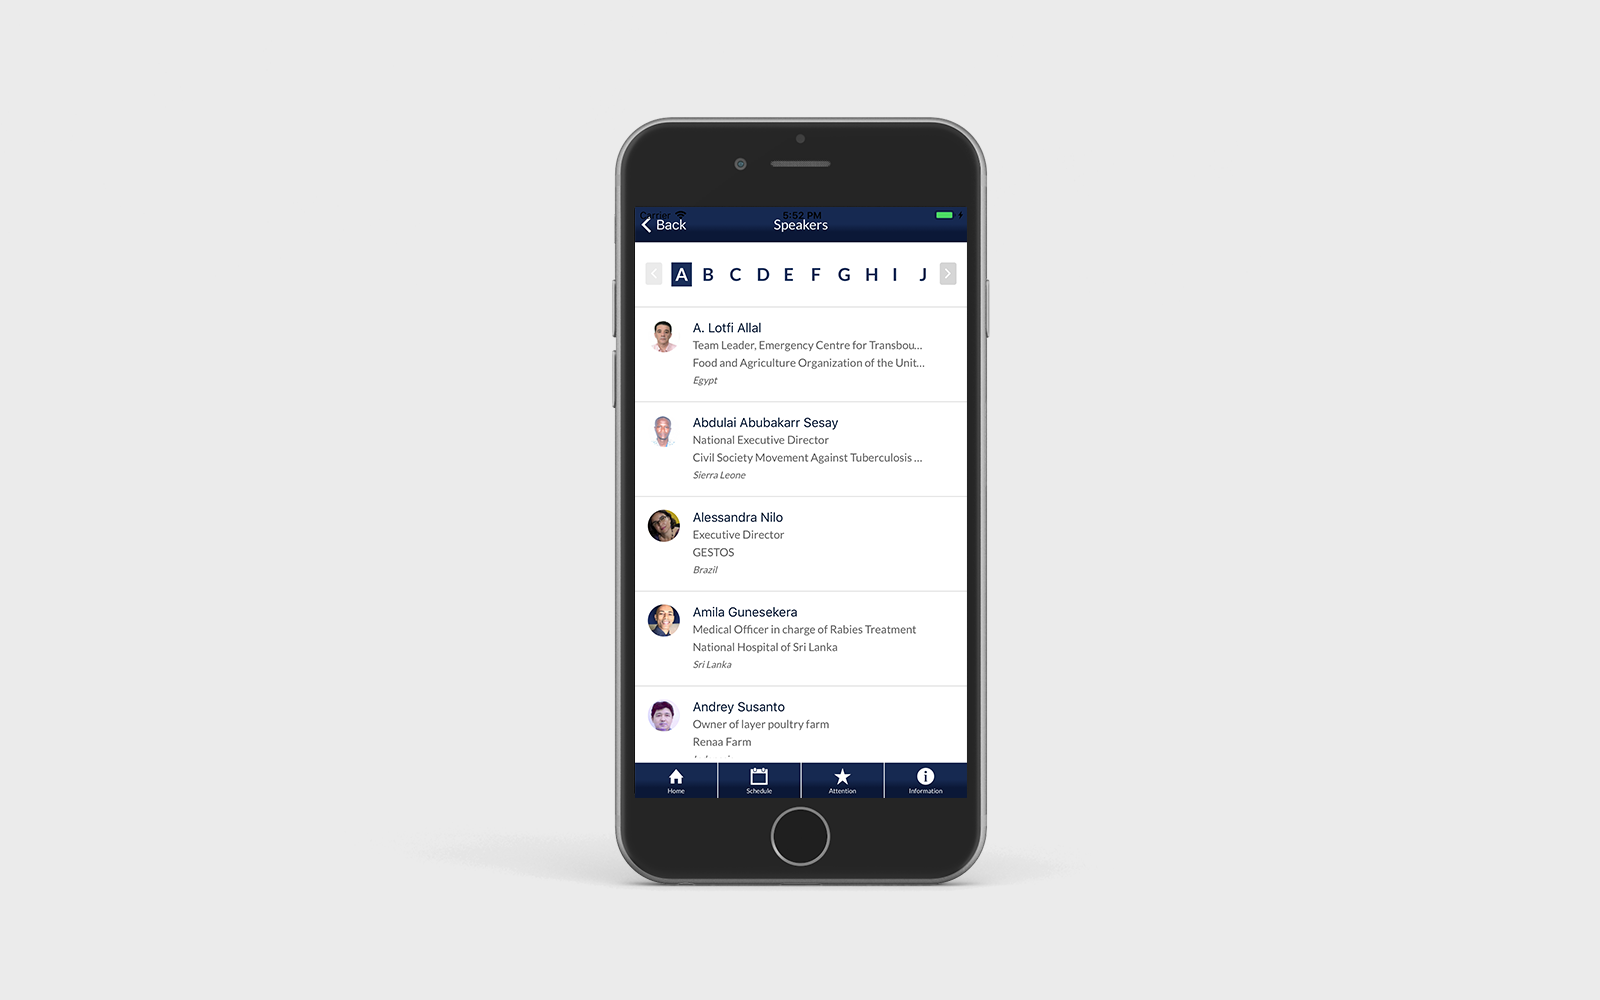 Carrier 5:52 PM
Back Speakers
A B C D E F G H I J
A. Lotfi Allal
Team Leader, Emergency Centre for Transbou...
Food and Agriculture Organization of the Unit...
Egypt
Abdulai Abubakarr Sesay
National Executive Director
Civil Society Movement Against Tuberculosis ...
Sierra Leone
Alessandra Nilo
Executive Director
GESTOS
Brazil
Amila Gunesekera
Medical Officer in charge of Rabies Treatment
National Hospital of Sri Lanka
Sri Lanka
Andrey Susanto
Owner of layer poultry farm
Renaa Farm
Home Schedule Attention Information